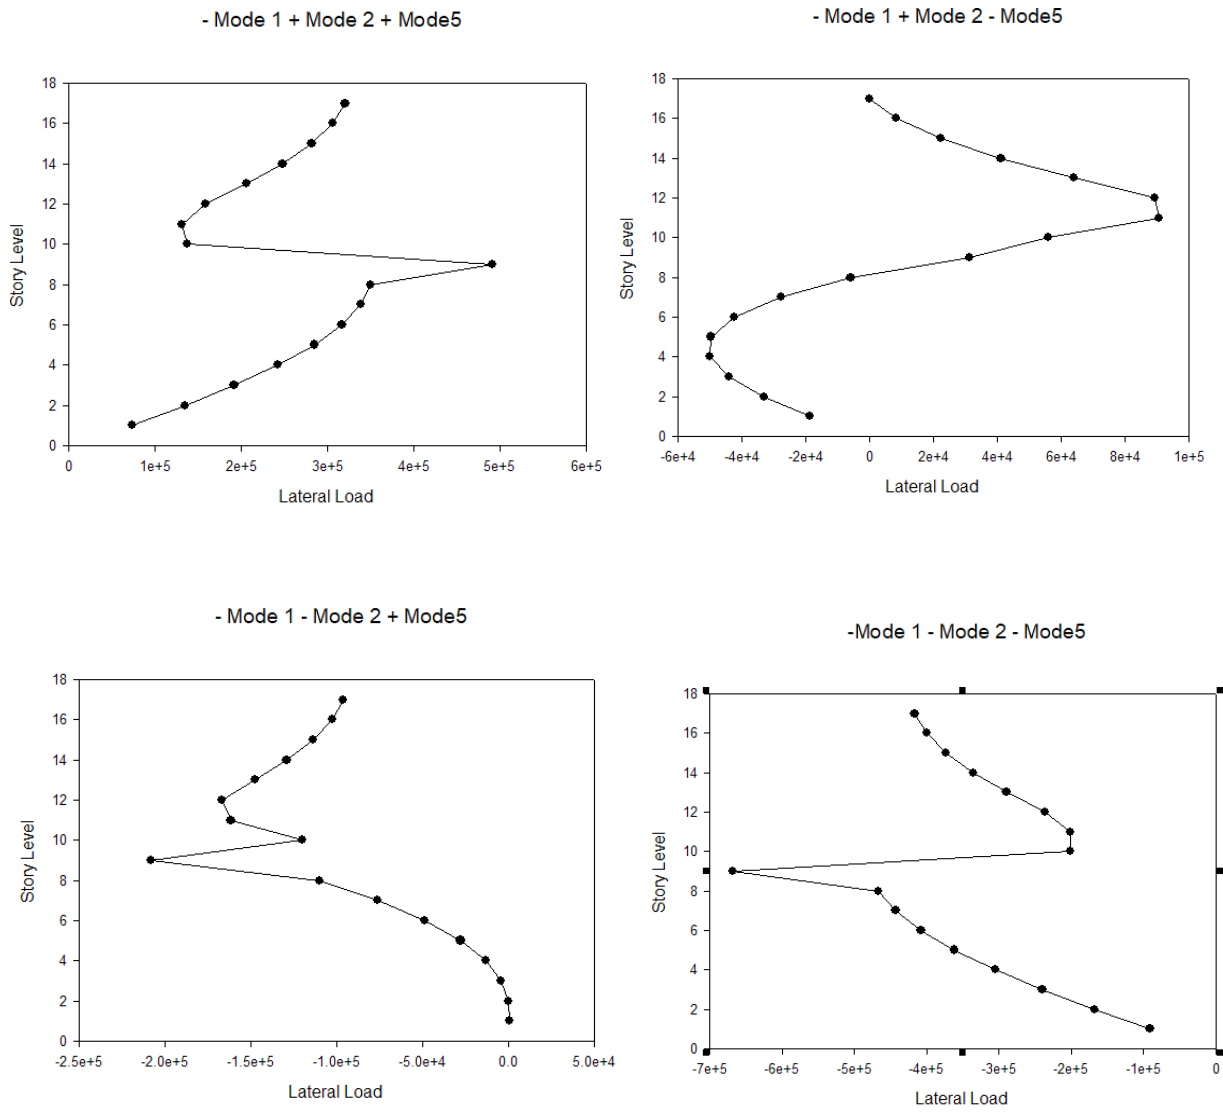 - Mode 1 + Mode 2 + Mode5
18
16
14
12
10
8
6
4
2
0
Story Level
0 1e+5 2e+5 3e+5 4e+5 5e+5 6e+5
Lateral Load
- Mode 1 + Mode 2 - Mode5
18
16
14
12
10
8
6
4
2
0
Story Level
-6e+4 -4e+4 -2e+4 0 2e+4 4e+4 6e+4 8e+4 1e+5
Lateral Load
- Mode 1 - Mode 2 + Mode5
18
16
14
12
10
8
6
4
2
0
Story Level
-2.5e+5 -2.0e+5 -1.5e+5 -1.0e+5 -5.0e+4 0.0 5.0e+4
Lateral Load
-Mode 1 - Mode 2 - Mode5
18
16
14
12
10
8
6
4
2
0
Story Level
-7e+5 -6e+5 -5e+5 -4e+5 -3e+5 -2e+5 -1e+5 0
Lateral Load